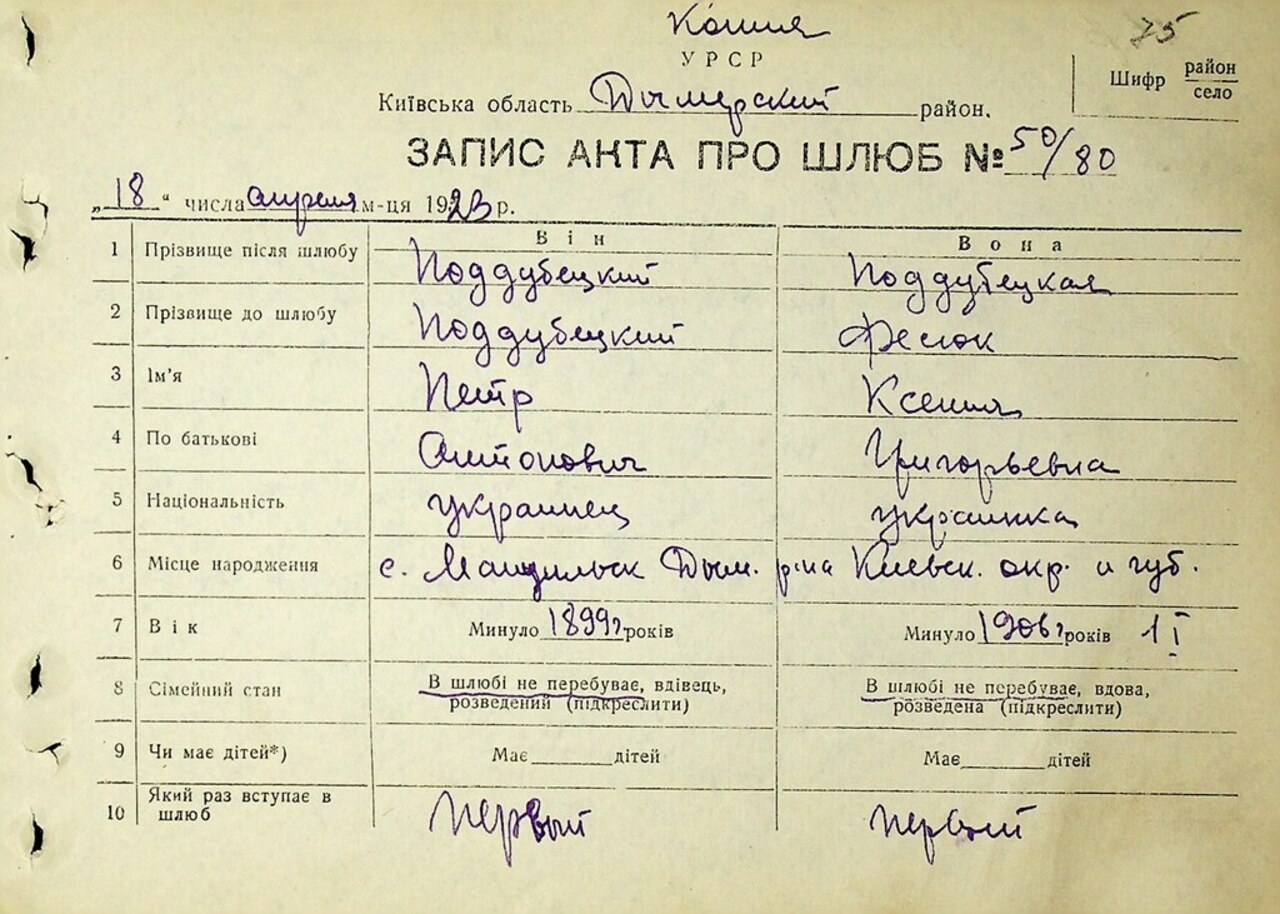 Копия
75
УРСР
Шифр район село
Київська область Дымерский район.
ЗАПИС АКТА ПРО ШЛЮБ № 50/80
„18“ числа апреля м-ця 1923 р.
Він Вона
1 Прізвище після шлюбу Поддубецкий Поддубецкая
2 Прізвище до шлюбу Поддубецкий Фесюк
3 Ім'я Петр Ксения
4 По батькові Антонович Григорьевна
5 Національність украинец украинка
6 Місце народження с. Дым. р-на Киевск. окр. и губ.
7 Вік Минуло 1899 г років Минуло 1906 г років 1 I
8 Сімейний стан В шлюбі не перебуває, вдівець, розведений (підкреслити) В шлюбі не перебуває, вдова, розведена (підкреслити)
9 Чи має дітей*) Має дітей Має дітей
10 Який раз вступає в шлюб первый первый